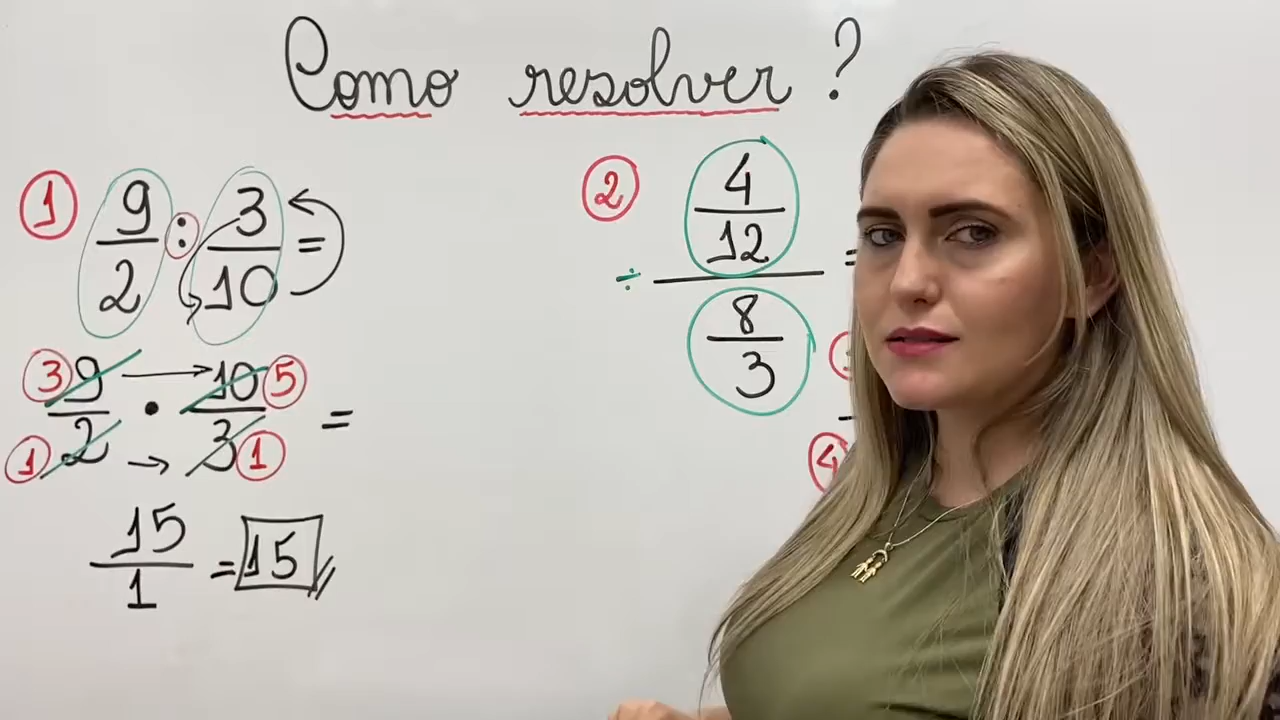 Como resolver ?
1 9/2 : 3/10 =
3 9/2 1 • 10/3 5 1 =
15/1 = 15
2 4/12 ÷ 8/3 =
4